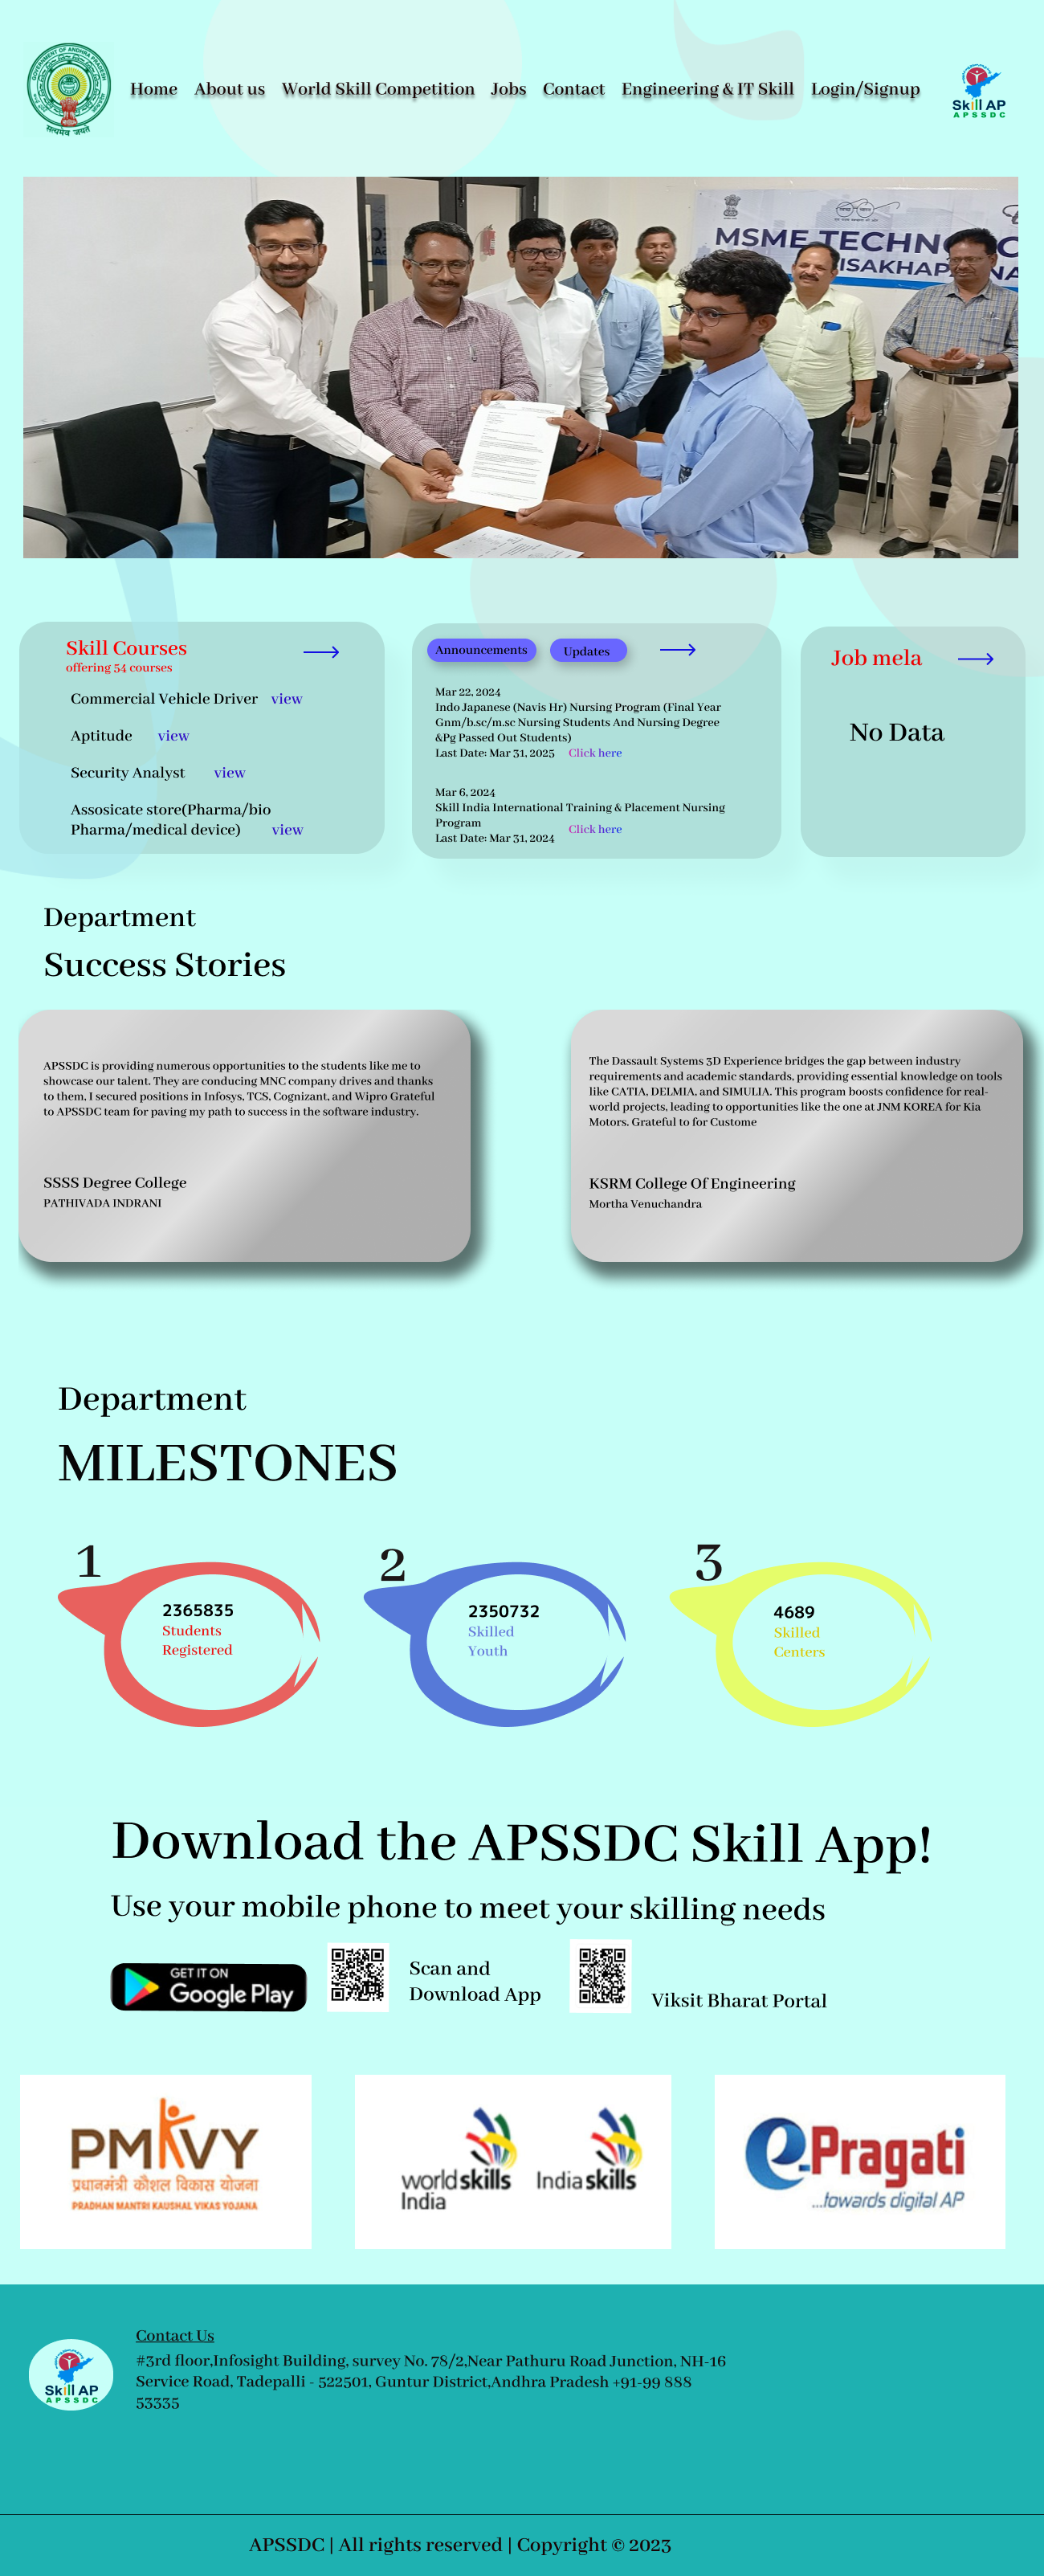 GOVERNMENT OF ANDHRA PRADESH
सत्यमेव जयते
Home About us World Skill Competition Jobs Contact Engineering & IT Skill Login/Signup
Skill AP
APSSDC
MSME TECHN
ISAKHAP
Skill Courses
offering 54 courses
Commercial Vehicle Driver view
Aptitude view
Security Analyst view
Assosicate store(Pharma/bio
Pharma/medical device) view
Announcements Updates
Mar 22, 2024
Indo Japanese (Navis Hr) Nursing Program (Final Year
Gnm/b.sc/m.sc Nursing Students And Nursing Degree
&Pg Passed Out Students)
Last Date: Mar 31, 2025 Click here
Mar 6, 2024
Skill India International Training & Placement Nursing
Program
Click here
Last Date: Mar 31, 2024
Job mela
No Data
Department
Success Stories
APSSDC is providing numerous opportunities to the students like me to
showcase our talent. They are conducing MNC company drives and thanks
to them, I secured positions in Infosys, TCS, Cognizant, and Wipro Grateful
to APSSDC team for paving my path to success in the software industry.
SSSS Degree College
PATHIVADA INDRANI
The Dassault Systems 3D Experience bridges the gap between industry
requirements and academic standards, providing essential knowledge on tools
like CATIA, DELMIA, and SIMULIA. This program boosts confidence for real-
world projects, leading to opportunities like the one at JNM KOREA for Kia
Motors. Grateful to for Custome
KSRM College Of Engineering
Mortha Venuchandra
Department
MILESTONES
1
2365835
Students
Registered
2
2350732
Skilled
Youth
3
4689
Skilled
Centers
Download the APSSDC Skill App!
Use your mobile phone to meet your skilling needs
GET IT ON
Google Play
Scan and
Download App
Viksit Bharat Portal
PMKVY
प्रधानमंत्री कौशल विकास योजना
PRADHAN MANTRI KAUSHAL VIKAS YOJANA
worldskills
India
Indiaskills
e-Pragati
...towards digital AP
Contact Us
#3rd floor,Infosight Building, survey No. 78/2,Near Pathuru Road Junction, NH-16
Service Road, Tadepalli - 522501, Guntur District,Andhra Pradesh +91-99 888
53335
Skill AP
APSSDC
APSSDC | All rights reserved | Copyright © 2023